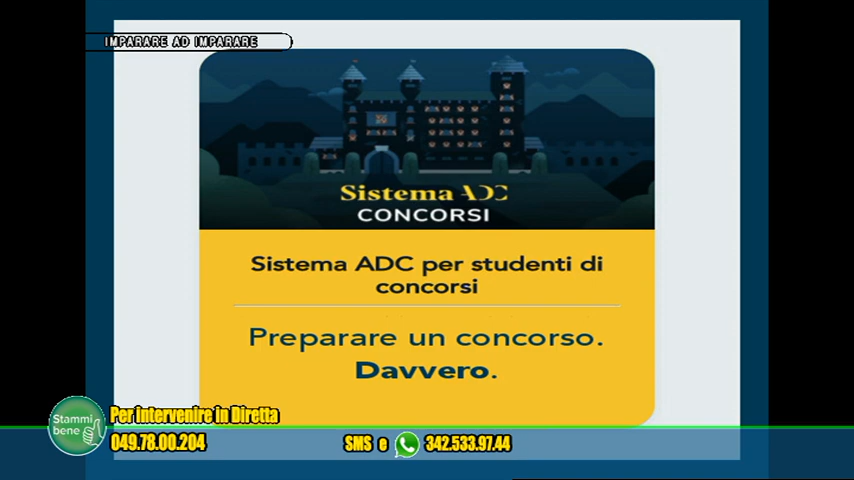 IMPARARE AD IMPARARE
Sistema ADC
CONCORSI
Sistema ADC per studenti di
concorsi
Preparare un concorso.
Davvero.
Stammi
bene
Per intervenire in Diretta
049.78.00.204
SMS e 342.533.97.44